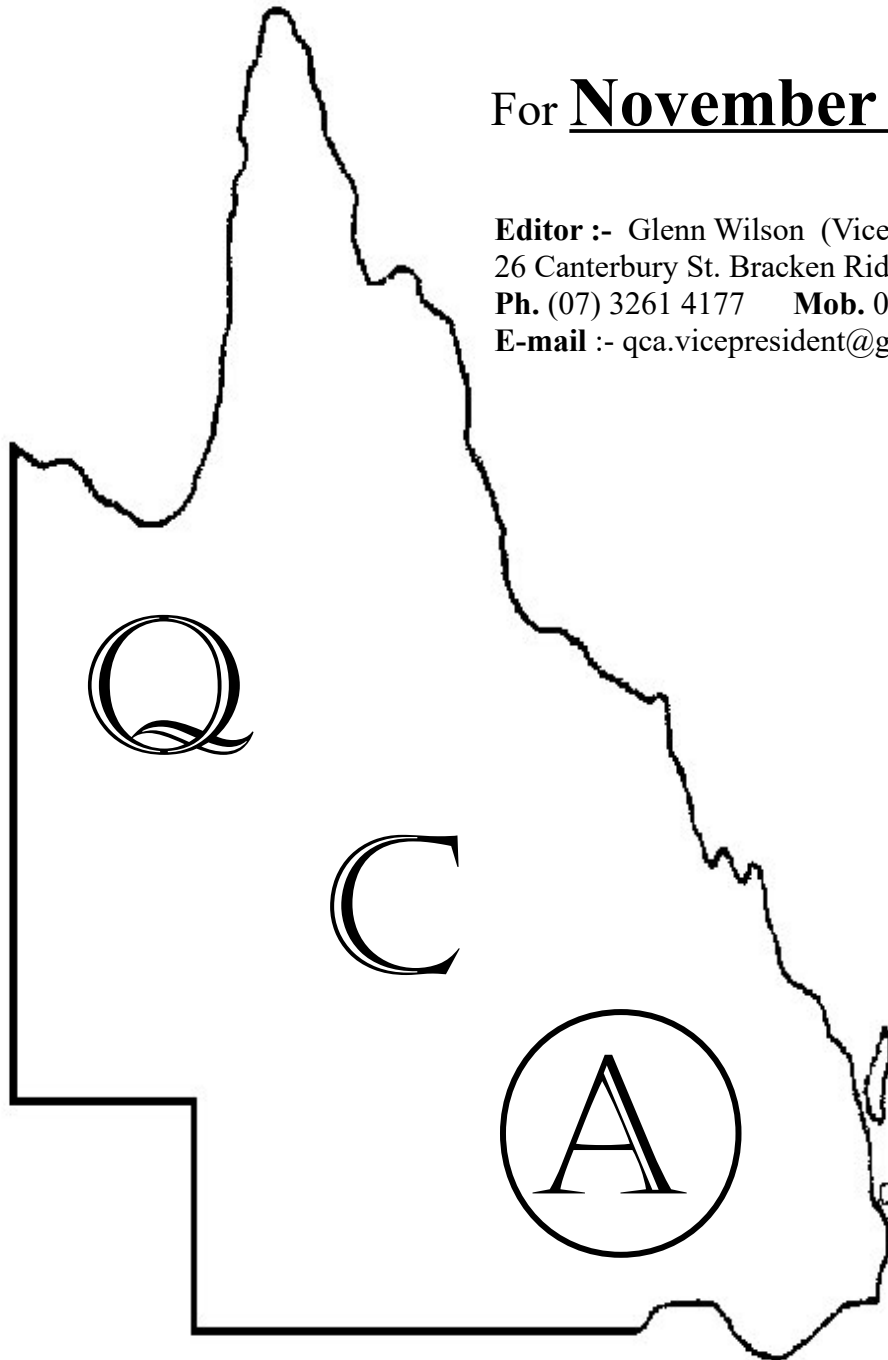 For November
Editor :- Glenn Wilson (Vice
26 Canterbury St. Bracken Rid
Ph. (07) 3261 4177 Mob. 0
E-mail :- qca.vicepresident@g
Q
C
A